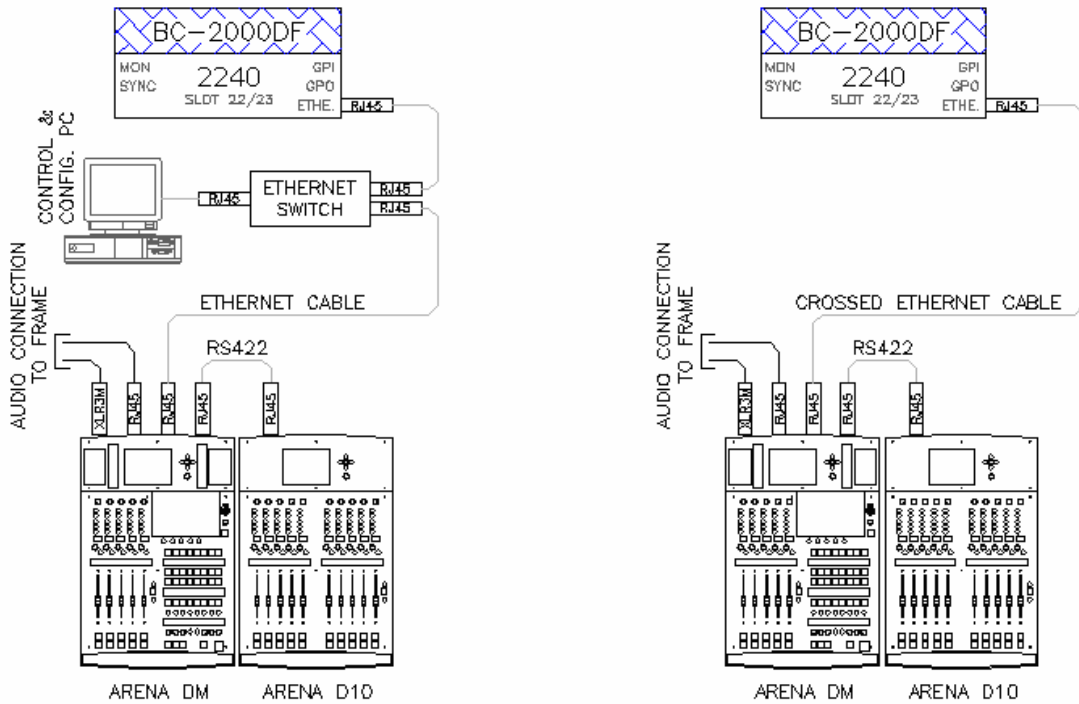 BC-2000DF
MON
SYNC
2240
SLOT 22/23
GPI
GPO
ETHE.
RJ45
CONTROL &
CONFIG. PC
RJ45
ETHERNET
SWITCH
RJ45
RJ45
AUDIO CONNECTION
TO FRAME
ETHERNET CABLE
RS422
XLR3M
RJ45
RJ45
RJ45
RJ45
ARENA DM
ARENA D10
BC-2000DF
MON
SYNC
2240
SLOT 22/23
GPI
GPO
ETHE.
RJ45
AUDIO CONNECTION
TO FRAME
CROSSED ETHERNET CABLE
RS422
XLR3M
RJ45
RJ45
RJ45
RJ45
ARENA DM
ARENA D10